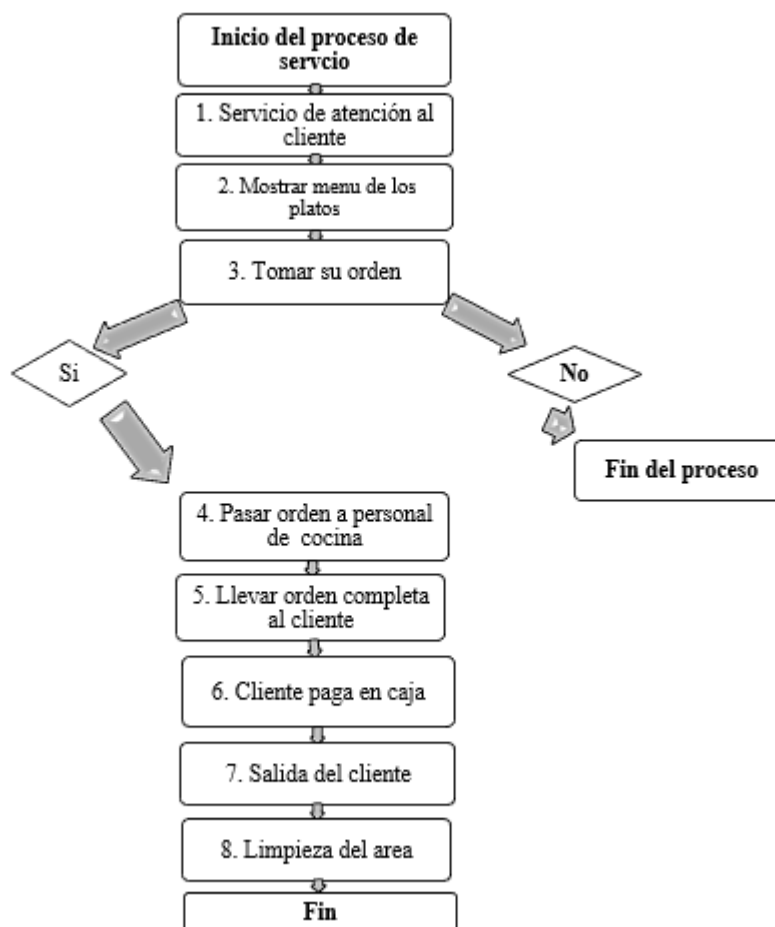 Inicio del proceso de
servcio
1. Servicio de atención al
cliente
2. Mostrar menu de los
platos
3. Tomar su orden
Si
No
Fin del proceso
4. Pasar orden a personal
de cocina
5. Llevar orden completa
al cliente
6. Cliente paga en caja
7. Salida del cliente
8. Limpieza del area
Fin